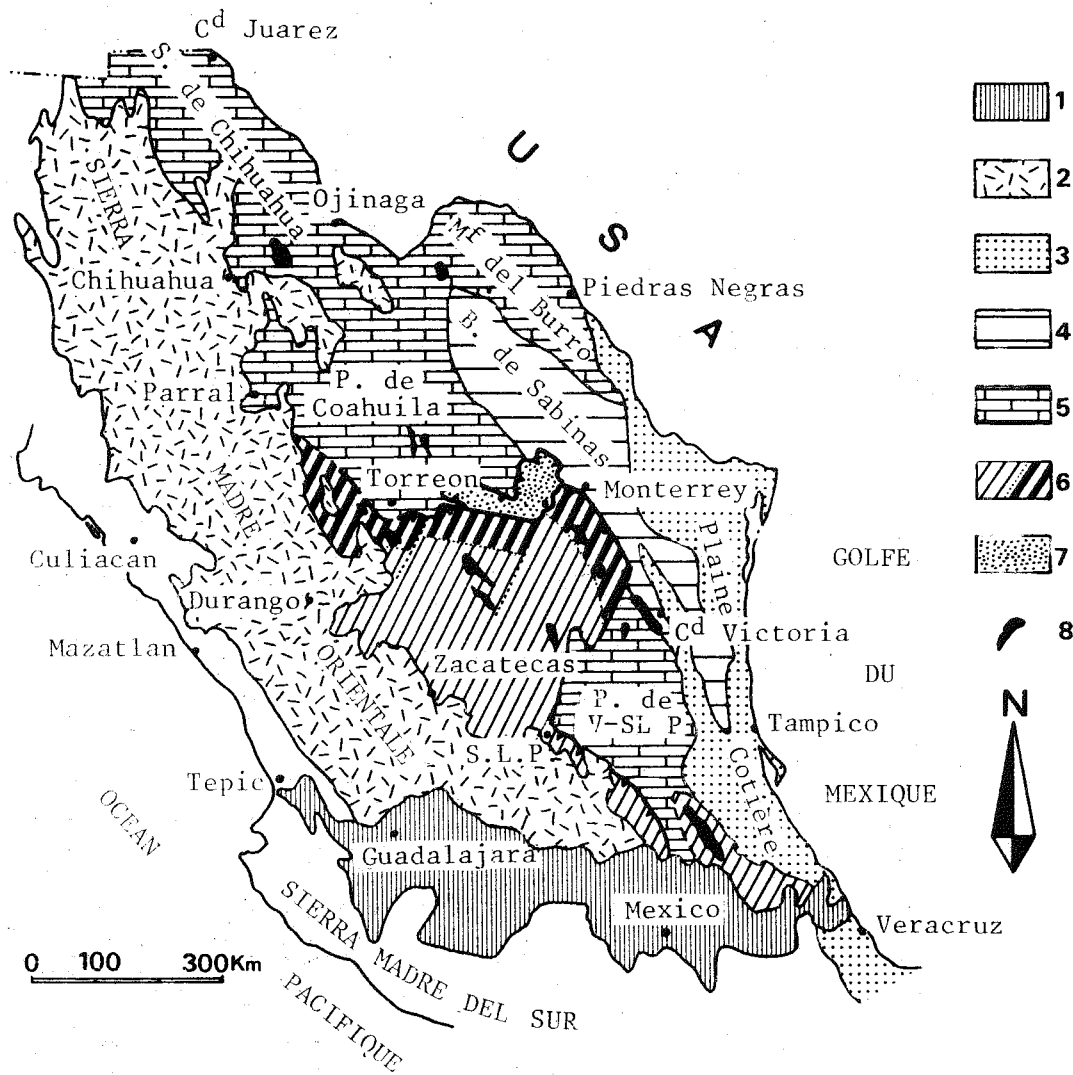 Cd Juarez
S. de Chihuahua
U S A
SIERRA
Ojinaga
Mf del Burro
Chihuahua
Piedras Negras
B. de Sabinas
Parral
P. de
Coahuila
Torreon
Monterrey
MADRE
Plaine
Culiacan
GOLFE
Durango
Cd Victoria
Mazatlan
ORIENTALE
Zacatecas
DU
P. de
V-SL P
Tampico
S.L.P
Cotière
Tepic
MEXIQUE
OCEAN
Guadalajara
Mexico
Veracruz
SIERRA MADRE DEL SUR
PACIFIQUE
0 100 300Km
1
2
3
4
5
6
7
8
N